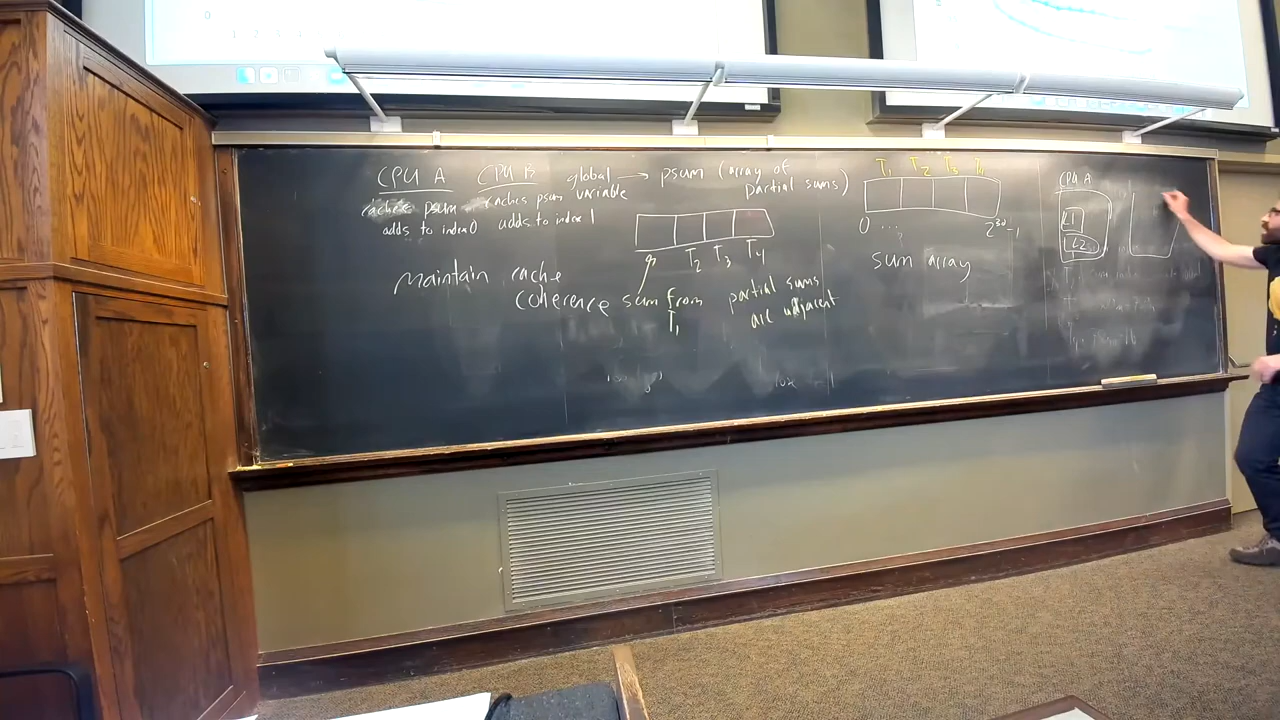 CPU A CPU B global → psum (array of
partial sums)
caches psum caches psum variable
adds to index 0 adds to index 1
T2 T3 T4
maintain cache
coherence sum from
T1
partial sums
are adjacent
T1 T2 T3 T4
0 ... 2^30-1
sum array
CPU A
L1
L2